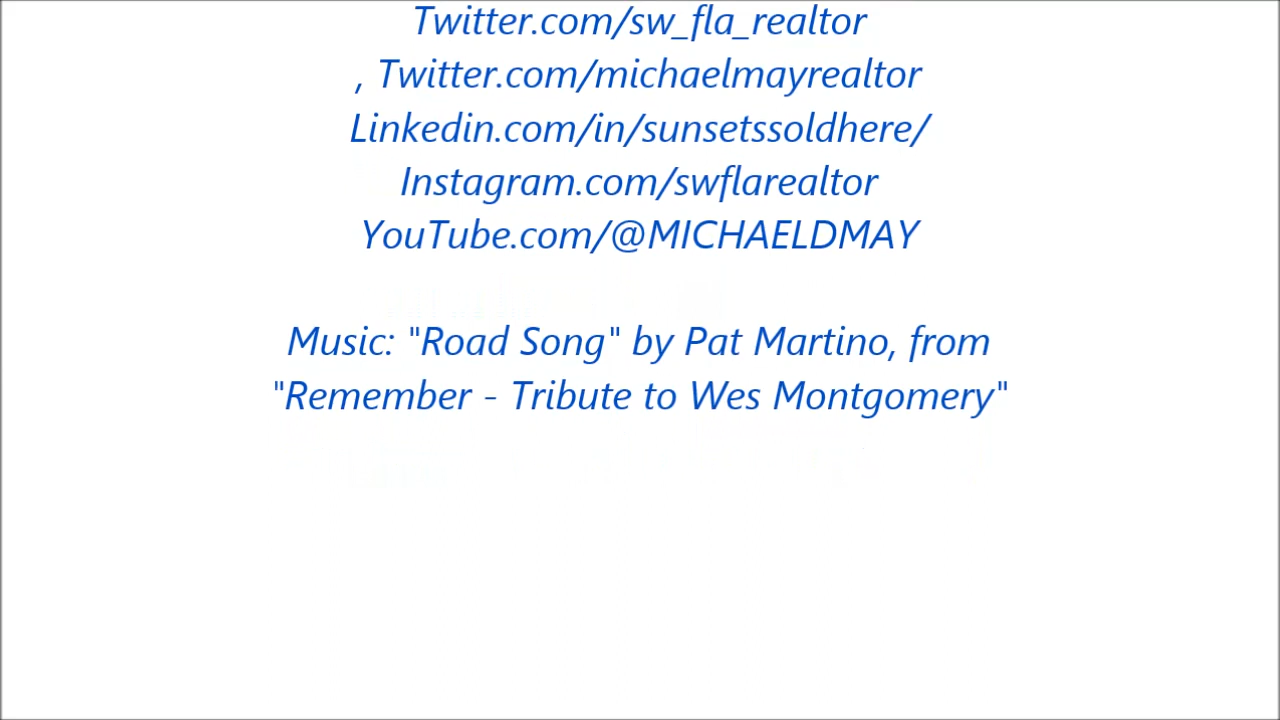 Twitter.com/sw_fla_realtor
, Twitter.com/michaelmayrealtor
Linkedin.com/in/sunsetssoldhere/
Instagram.com/swflarealtor
YouTube.com/@MICHAELDMAY
Music: "Road Song" by Pat Martino, from
"Remember - Tribute to Wes Montgomery"